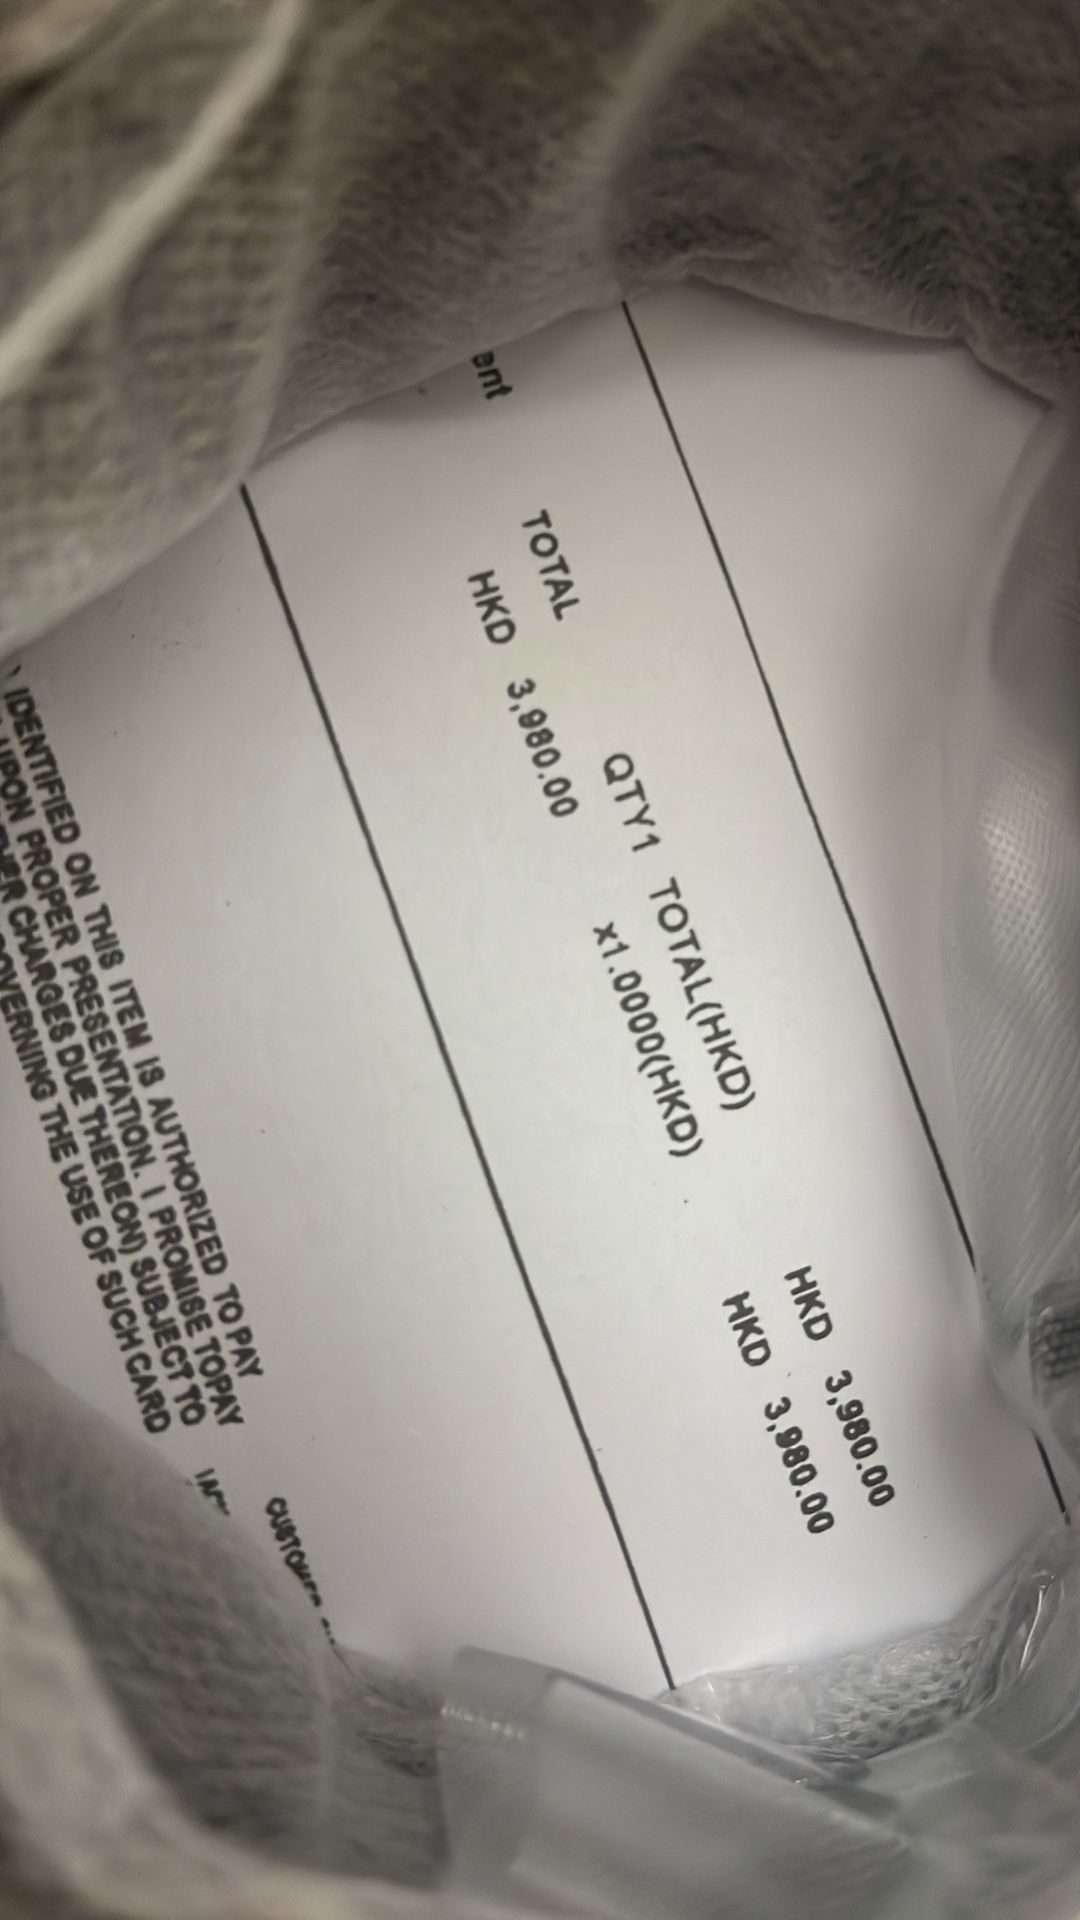 QTY1 TOTAL(HKD) HKD 3,980.00
x1.0000(HKD) HKD 3,980.00
TOTAL
HKD 3,980.00
ent
IDENTIFIED ON THIS ITEM IS AUTHORIZED TO PAY
UPON PROPER PRESENTATION. I PROMISE TOPAY
CHARGES DUE THEREON) SUBJECT TO
THE USE OF SUCH CARD